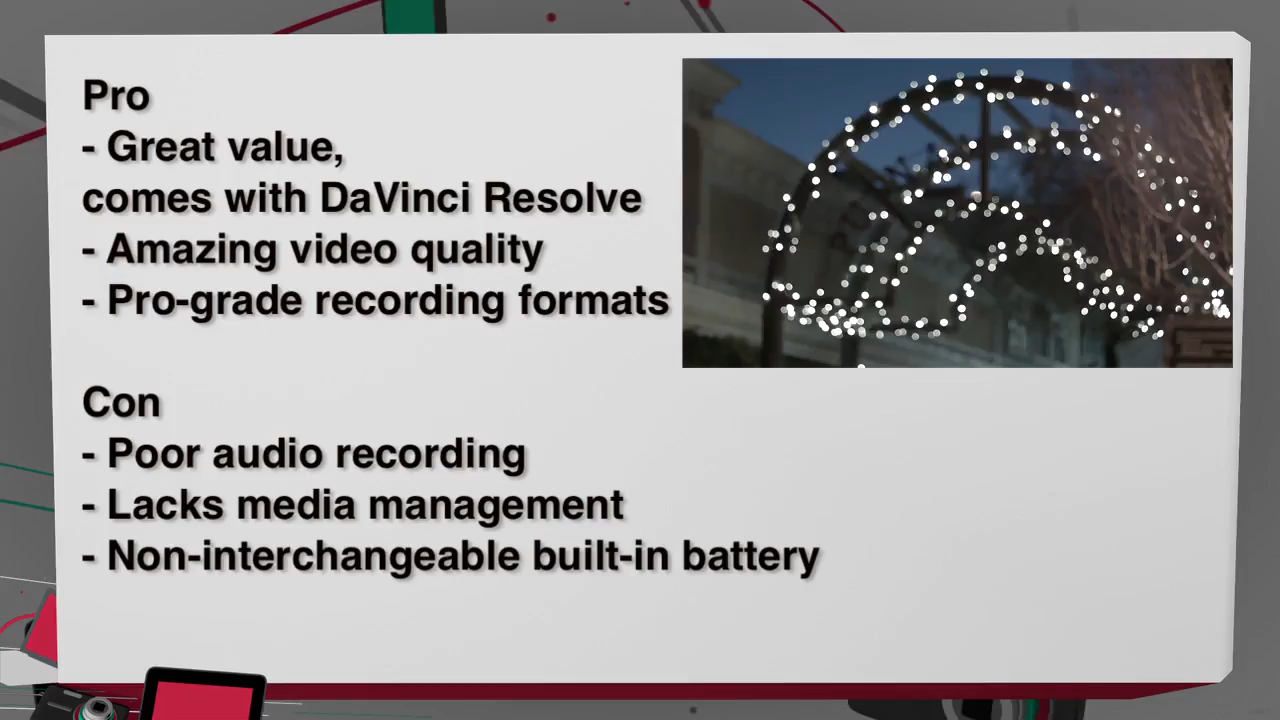 Pro
- Great value,
comes with DaVinci Resolve
- Amazing video quality
- Pro-grade recording formats
Con
- Poor audio recording
- Lacks media management
- Non-interchangeable built-in battery